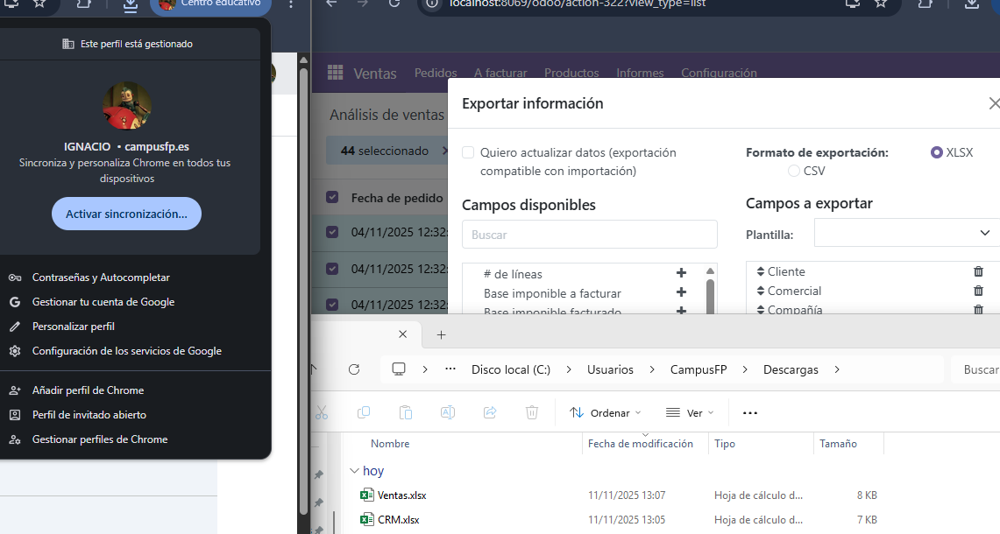 Centro educativo
Este perfil está gestionado
IGNACIO • campusfp.es
Sincroniza y personaliza Chrome en todos tus
dispositivos
Activar sincronización...
Contraseñas y Autocompletar
Gestionar tu cuenta de Google
Personalizar perfil
Configuración de los servicios de Google
Añadir perfil de Chrome
Perfil de invitado abierto
Gestionar perfiles de Chrome
localhost:8069/odoo/action-322?view_type=list
Ventas Pedidos A facturar Productos Informes Configuración
Análisis de ventas
44 seleccionado
Fecha de pedido
04/11/2025 12:32:
04/11/2025 12:32:
04/11/2025 12:32:
Exportar información
Quiero actualizar datos (exportación
compatible con importación)
Formato de exportación: XLSX
CSV
Campos disponibles
Buscar
# de líneas
Base imponible a facturar
Base imponible facturado
Campos a exportar
Plantilla:
Cliente
Comercial
Compañía
Disco local (C:) Usuarios CampusFP Descargas
Buscar
Ordenar Ver
Nombre Fecha de modificación Tipo Tamaño
hoy
Ventas.xlsx 11/11/2025 13:07 Hoja de cálculo d... 8 KB
CRM.xlsx 11/11/2025 13:05 Hoja de cálculo d... 7 KB